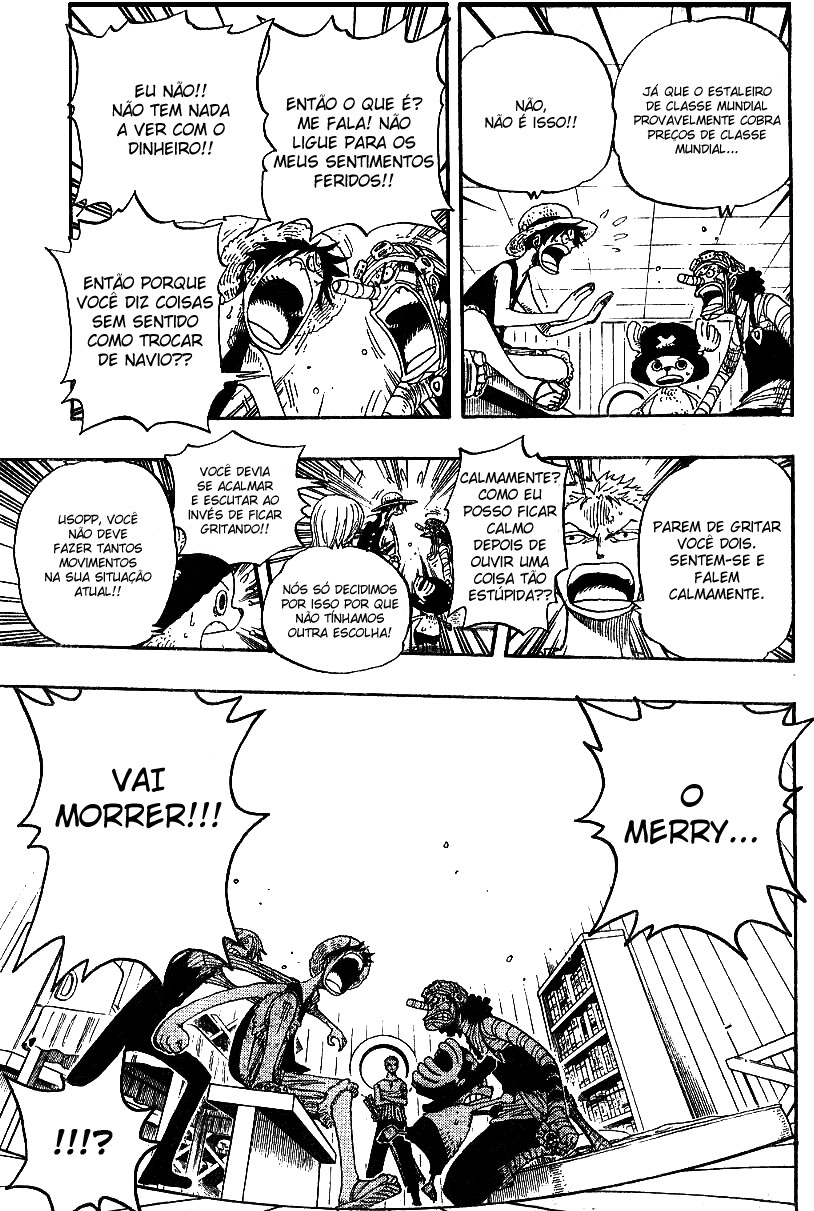 JÁ QUE O ESTALEIRO
DE CLASSE MUNDIAL
PROVAVELMENTE COBRA
PREÇOS DE CLASSE
MUNDIAL...
NÃO,
NÃO É ISSO!!
ENTÃO O QUE É?
ME FALA! NÃO
LIGUE PARA OS
MEUS SENTIMENTOS
FERIDOS!!
EU NÃO!!
NÃO TEM NADA
A VER COM O
DINHEIRO!!
ENTÃO PORQUE
VOCÊ DIZ COISAS
SEM SENTIDO
COMO TROCAR
DE NAVIO??
PAREM DE GRITAR
VOCÊ DOIS.
SENTEM-SE E
FALEM
CALMAMENTE.
CALMAMENTE?
COMO EU
POSSO FICAR
CALMO
DEPOIS DE
OUVIR UMA
COISA TÃO
ESTÚPIDA??
NÓS SÓ DECIDIMOS
POR ISSO POR QUE
NÃO TÍNHAMOS
OUTRA ESCOLHA!
VOCÊ DEVIA
SE ACALMAR
E ESCUTAR AO
INVÉS DE FICAR
GRITANDO!!
USOPP, VOCÊ
NÃO DEVE
FAZER TANTOS
MOVIMENTOS
NA SUA SITUAÇÃO
ATUAL!!
O
MERRY...
VAI
MORRER!!!
!!!?